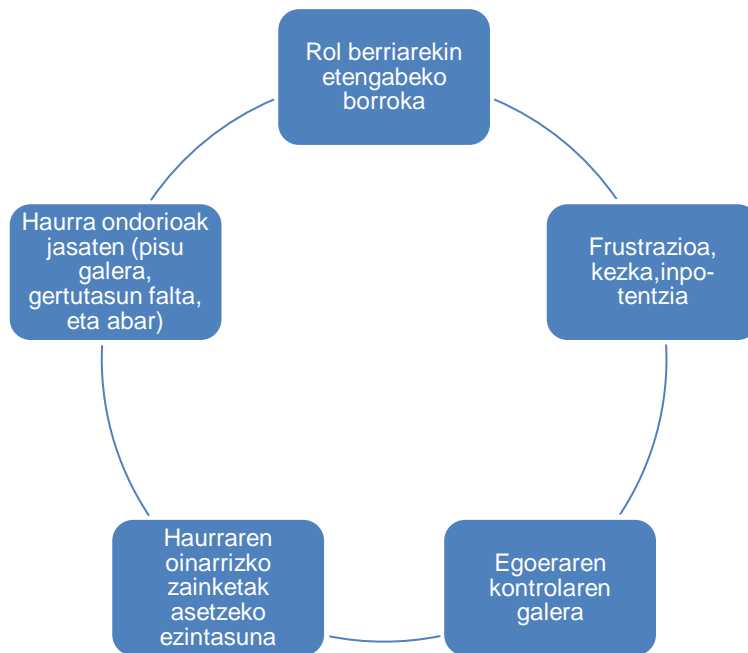 Rol berriarekin
etengabeko
borroka
Frustrazioa,
kezka,inpo-
tentzia
Egoeraren
kontrolaren
galera
Haurraren
oinarrizko
zainketak
asetzeko
ezintasuna
Haurra ondorioak
jasaten (pisu
galera,
gertutasun falta,
eta abar)